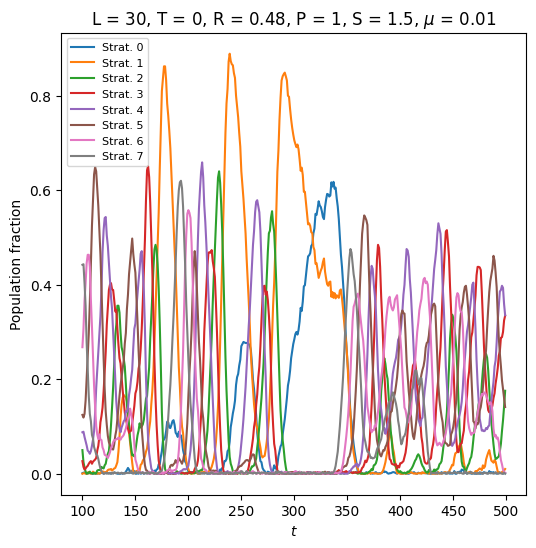 L = 30, T = 0, R = 0.48, P = 1, S = 1.5, μ = 0.01
Strat. 0
Strat. 1
Strat. 2
Strat. 3
Strat. 4
Strat. 5
Strat. 6
Strat. 7
Population fraction
0.8
0.6
0.4
0.2
0.0
100 150 200 250 300 350 400 450 500
t